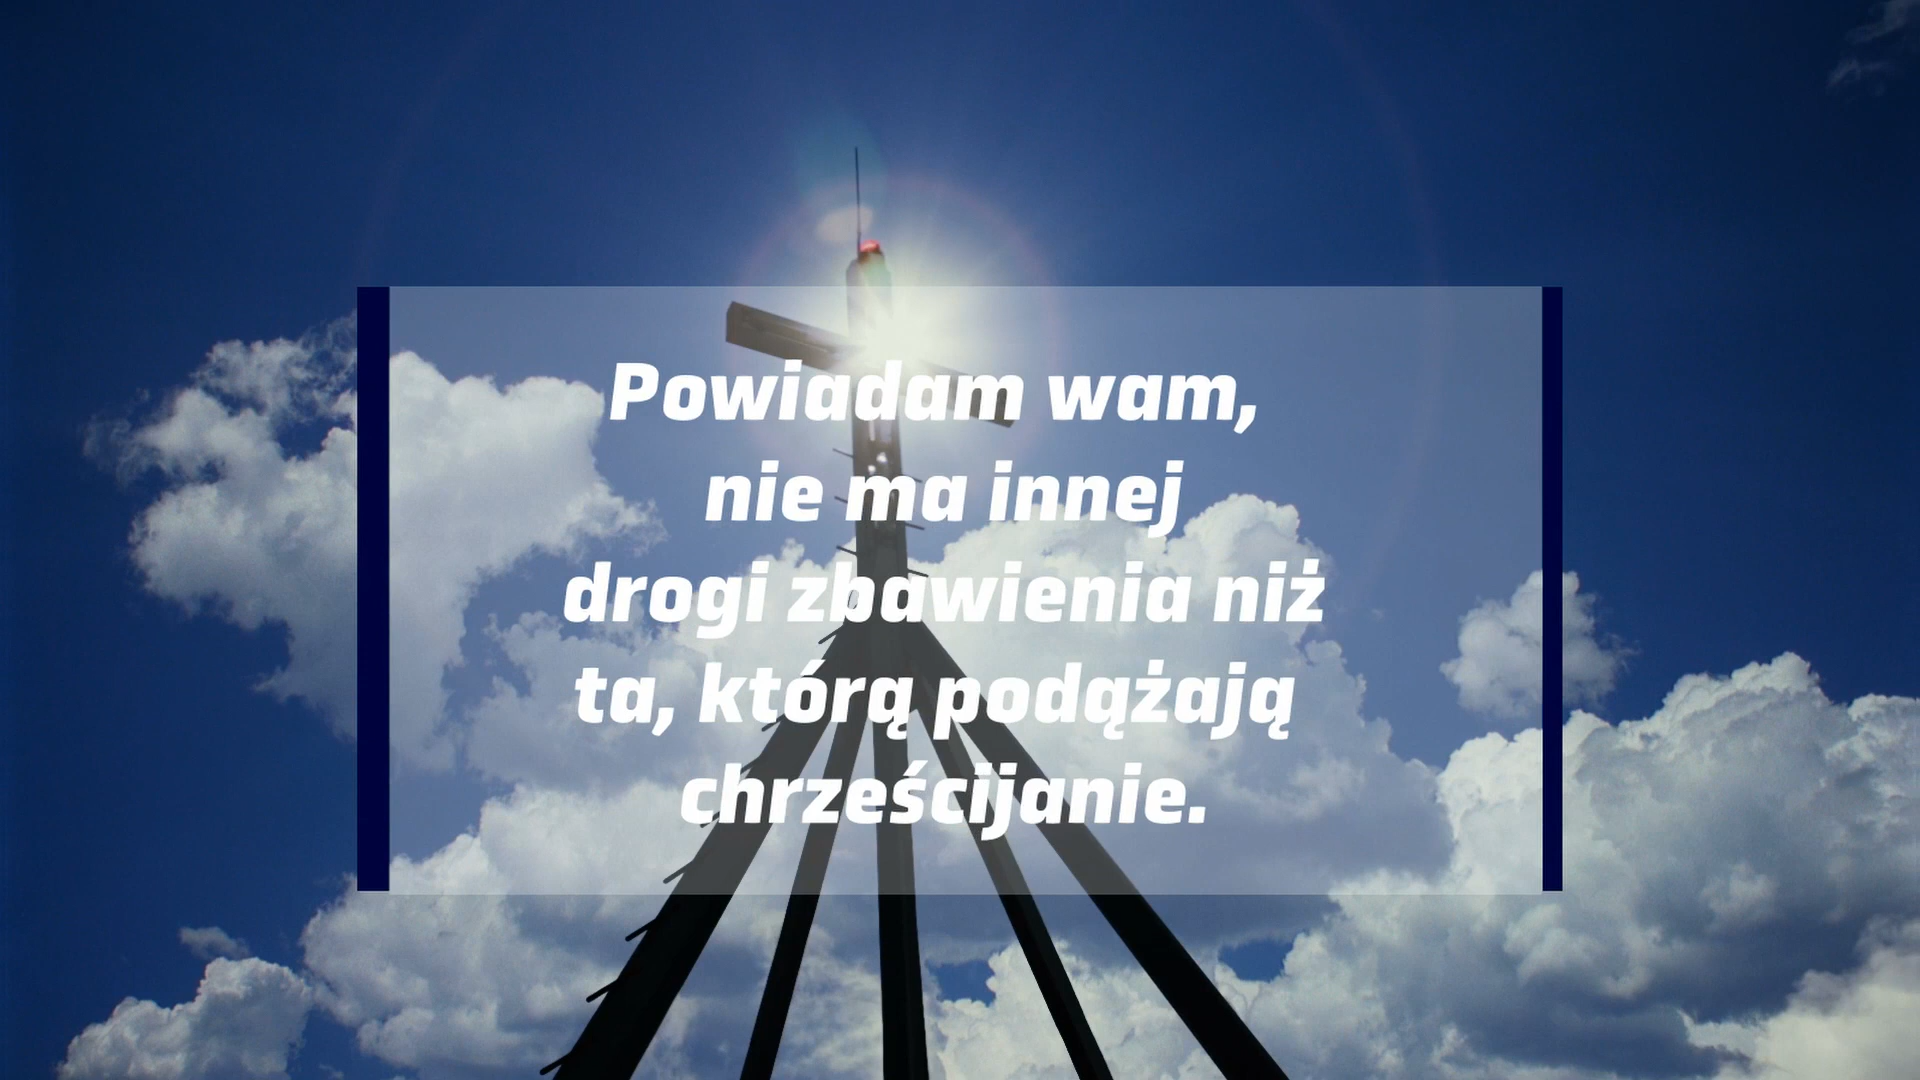 Powiadam wam,
nie ma innej
drogi zbawienia niż
ta, którą podążają
chrześcijanie.